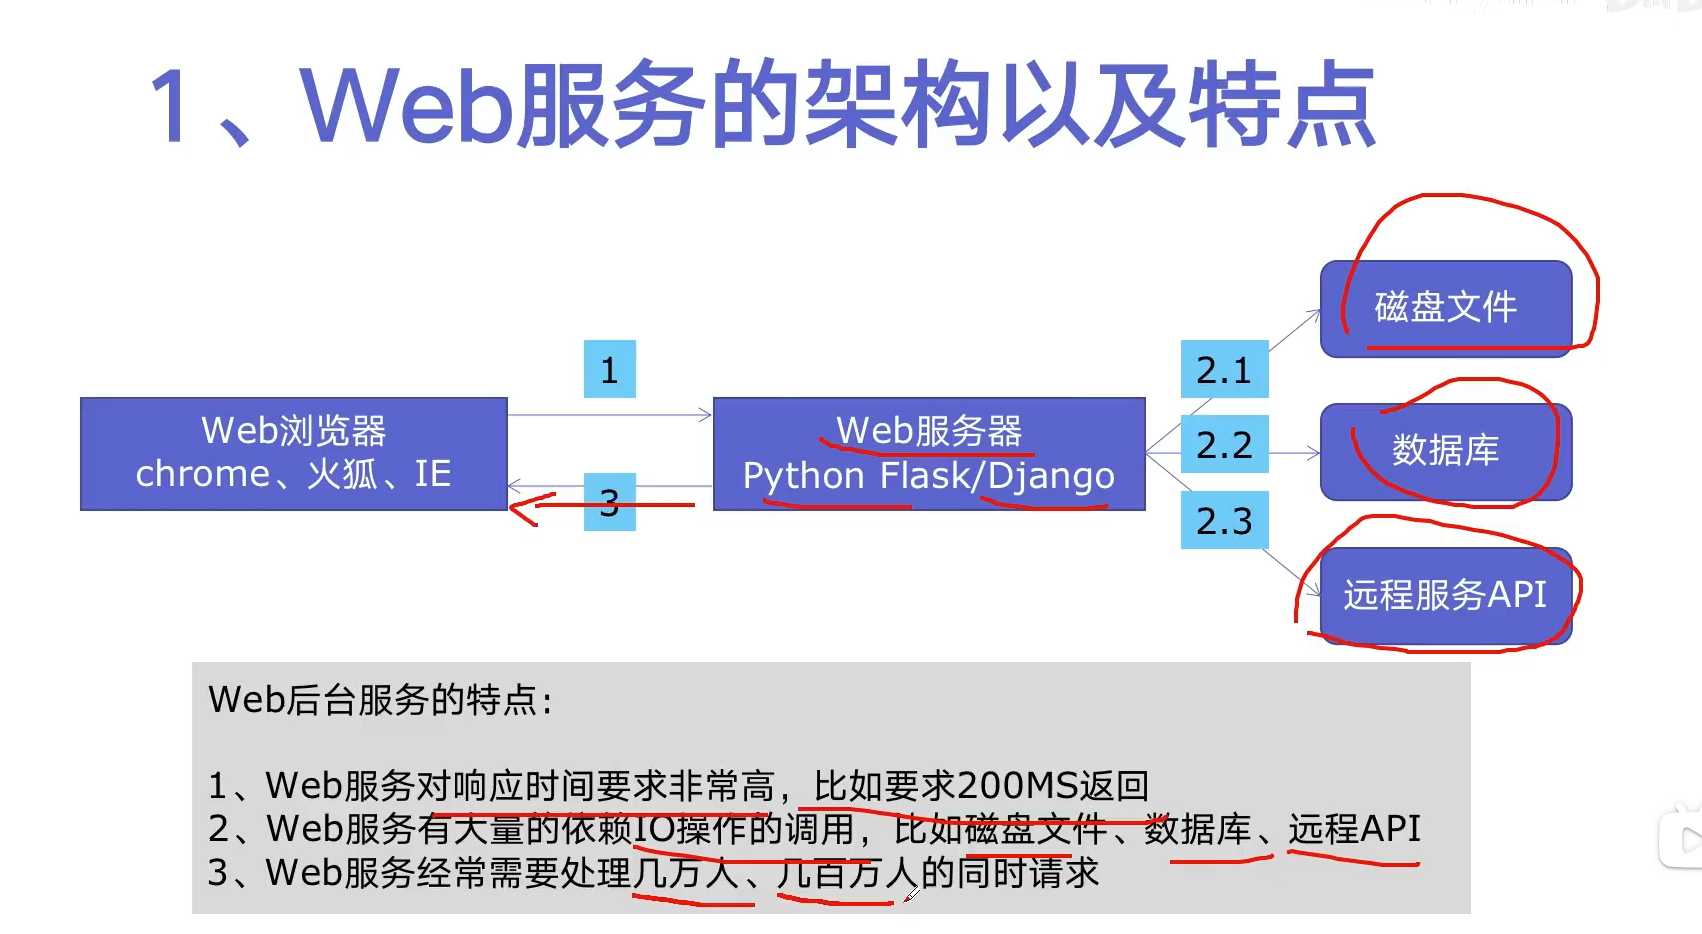 1、Web服务的架构以及特点
磁盘文件
1
2.1
Web浏览器
chrome、火狐、IE
Web服务器
Python Flask/Django
2.2
数据库
3
2.3
远程服务API
Web后台服务的特点：
1、Web服务对响应时间要求非常高，比如要求200MS返回
2、Web服务有大量的依赖IO操作的调用，比如磁盘文件、数据库、远程API
3、Web服务经常需要处理几万人、几百万人的同时请求